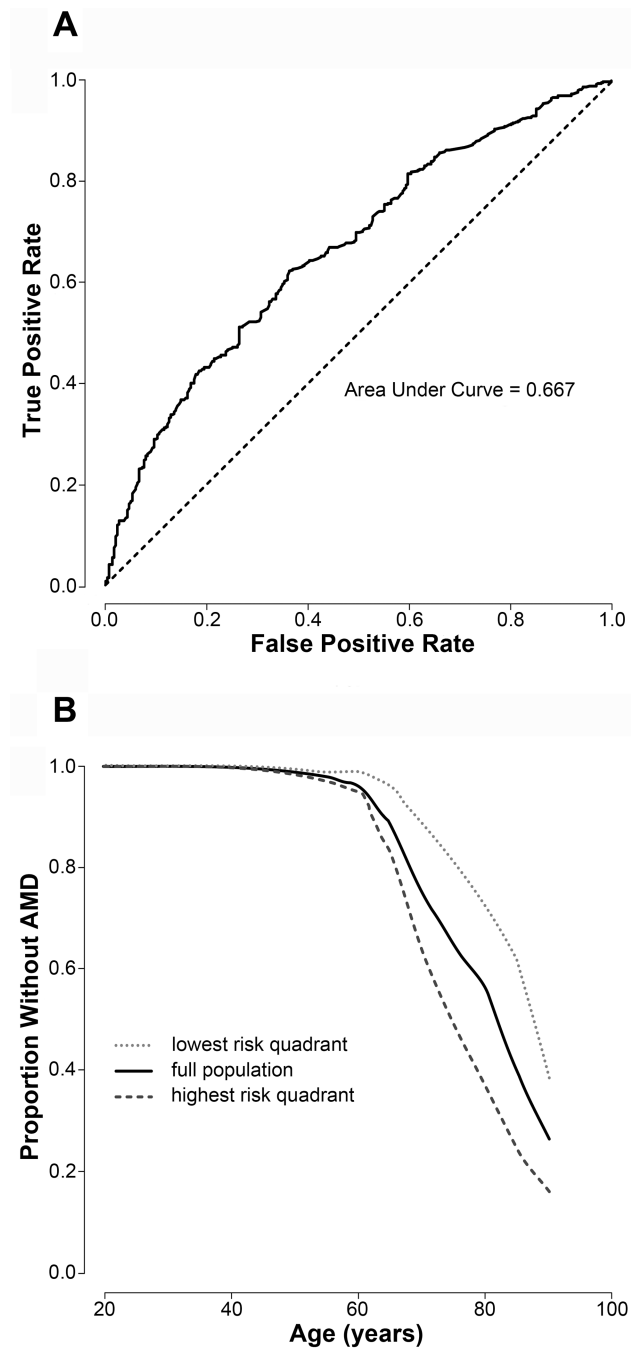 A
1.0
0.8
0.6
0.4
0.2
0.0
True Positive Rate
Area Under Curve = 0.667
0.0 0.2 0.4 0.6 0.8 1.0
False Positive Rate
B
1.0
0.8
0.6
0.4
0.2
0.0
Proportion Without AMD
lowest risk quadrant
full population
highest risk quadrant
20 40 60 80 100
Age (years)